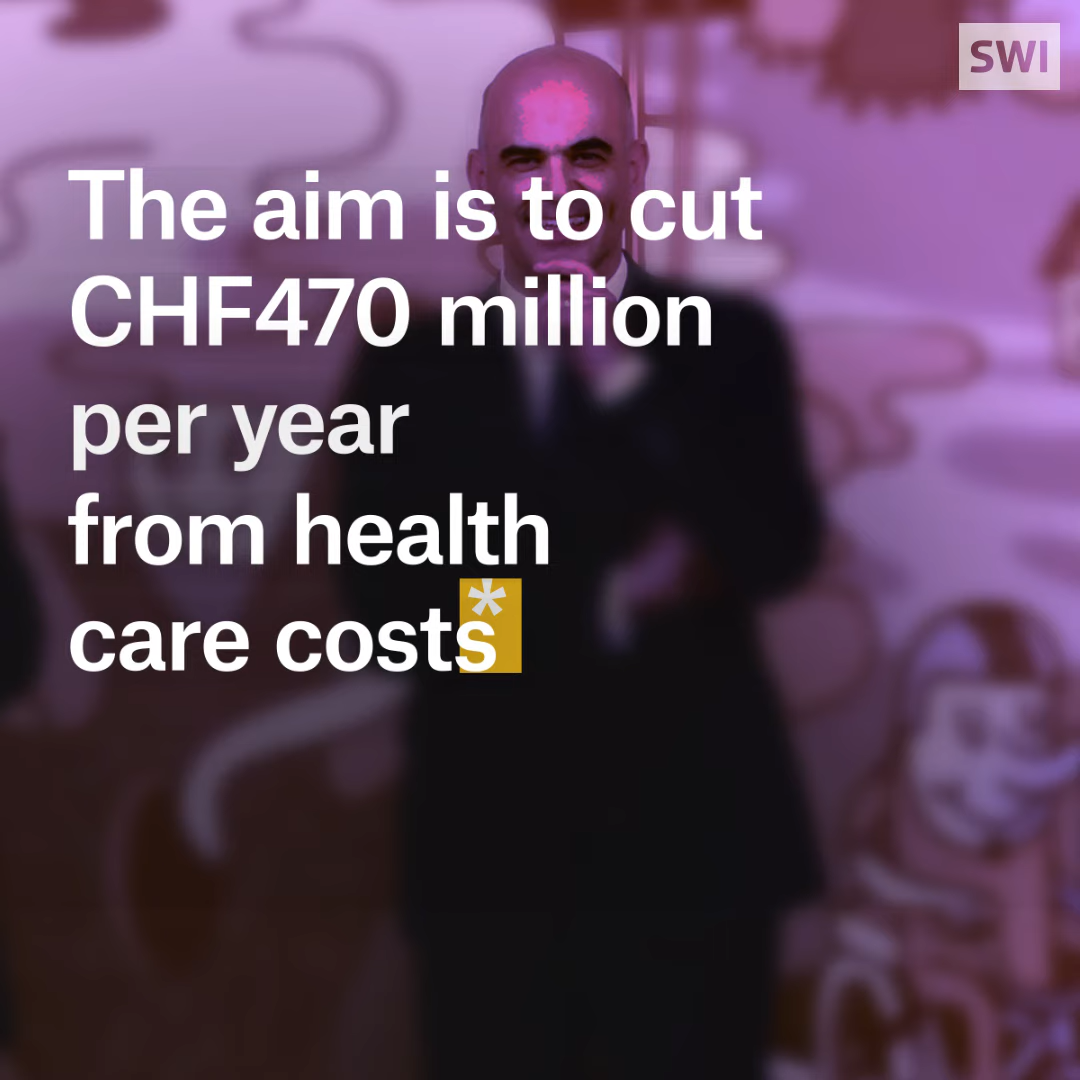 SWI
The aim is to cut
CHF470 million
per year
from health
care costs*